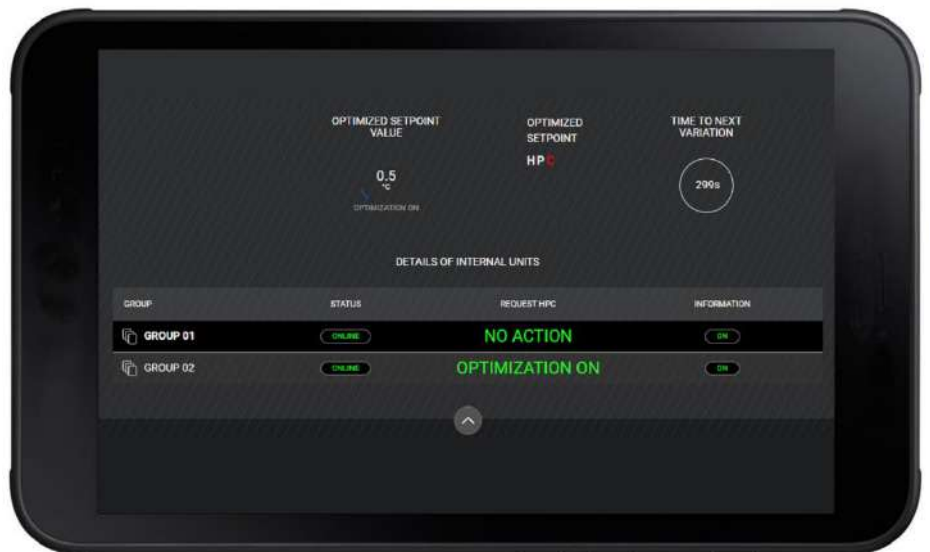 OPTIMIZED SETPOINT
VALUE
0.5
°C
OPTIMIZATION ON
OPTIMIZED
SETPOINT
HPC
TIME TO NEXT
VARIATION
299s
DETAILS OF INTERNAL UNITS
GROUP STATUS REQUEST HPC INFORMATION
GROUP 01 ONLINE NO ACTION ON
GROUP 02 ONLINE OPTIMIZATION ON ON